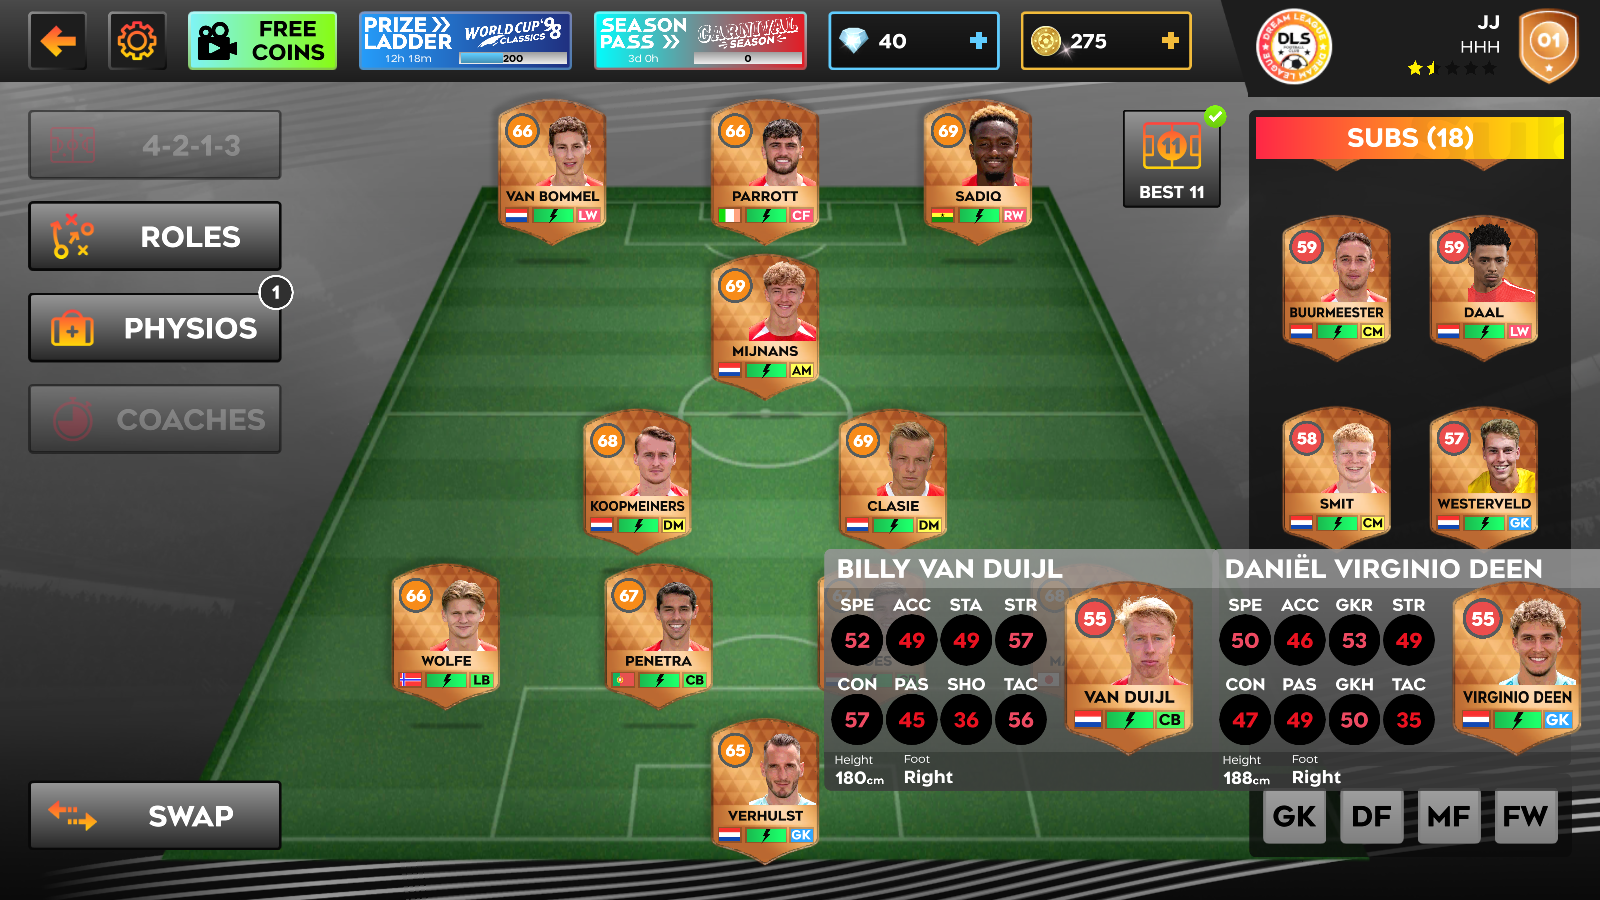 FREE COINS
PRIZE LADDER
WORLD CUP'98 CLASSICS
12h 18m
200
SEASON PASS
CARNIVAL SEASON
3d 0h
0
40
275
DREAM LEAGUE
DLS
JJ
HHH
01
4-2-1-3
ROLES
PHYSIOS
1
COACHES
SWAP
66
VAN BOMMEL
LW
66
PARROTT
CF
69
SADIQ
RW
11
BEST 11
69
MIJNANS
AM
68
KOOPMEINERS
DM
69
CLASIE
DM
66
WOLFE
LB
67
PENETRA
CB
65
VERHULST
GK
SUBS (18)
59
BUURMEESTER
CM
59
DAAL
LW
58
SMIT
CM
57
WESTERVELD
GK
BILLY VAN DUIJL
SPE ACC STA STR
52 49 49 57
CON PAS SHO TAC
57 45 36 56
Height Foot
180cm Right
55
VAN DUIJL
CB
DANIËL VIRGINIO DEEN
SPE ACC GKR STR
50 46 53 49
CON PAS GKH TAC
47 49 50 35
Height Foot
188cm Right
55
VIRGINIO DEEN
GK
GK DF MF FW